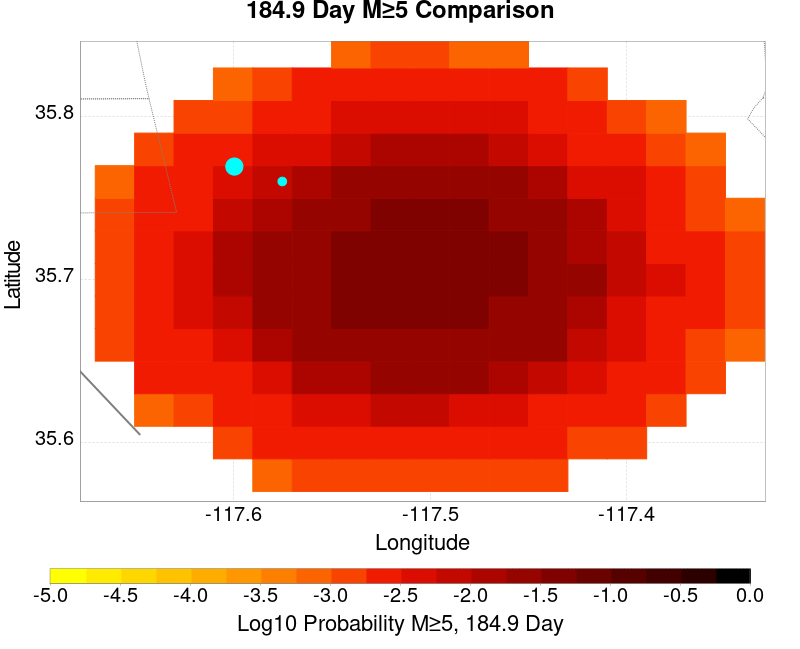 184.9 Day M≥5 Comparison
35.8
35.7
35.6
Latitude
-117.6 -117.5 -117.4
Longitude
-5.0 -4.5 -4.0 -3.5 -3.0 -2.5 -2.0 -1.5 -1.0 -0.5 0.0
Log10 Probability M≥5, 184.9 Day